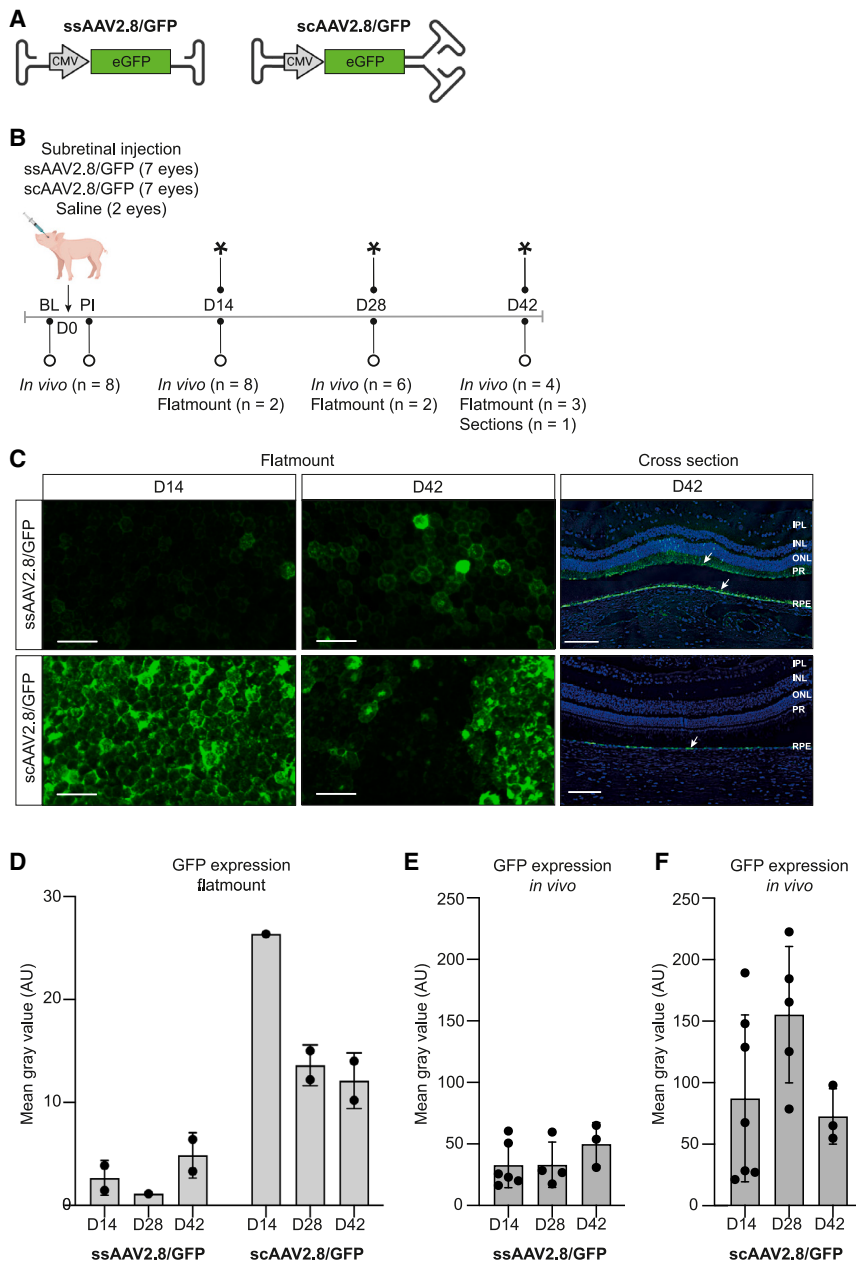 A
ssAAV2.8/GFP
scAAV2.8/GFP
CMV
eGFP
CMV
eGFP
B
Subretinal injection
ssAAV2.8/GFP (7 eyes)
scAAV2.8/GFP (7 eyes)
Saline (2 eyes)
*
*
*
BL
PI
D14
D28
D42
D0
In vivo (n = 8)
In vivo (n = 8)
Flatmount (n = 2)
In vivo (n = 6)
Flatmount (n = 2)
In vivo (n = 4)
Flatmount (n = 3)
Sections (n = 1)
C
Flatmount
Cross section
D14
D42
D42
ssAAV2.8/GFP
IPL
INL
ONL
PR
RPE
scAAV2.8/GFP
IPL
INL
ONL
PR
RPE
D
GFP expression
flatmount
Mean gray value (AU)
30
20
10
0
D14
D28
D42
D14
D28
D42
ssAAV2.8/GFP
scAAV2.8/GFP
E
GFP expression
in vivo
Mean gray value (AU)
250
200
150
100
50
0
D14
D28
D42
ssAAV2.8/GFP
F
GFP expression
in vivo
Mean gray value (AU)
250
200
150
100
50
0
D14
D28
D42
scAAV2.8/GFP